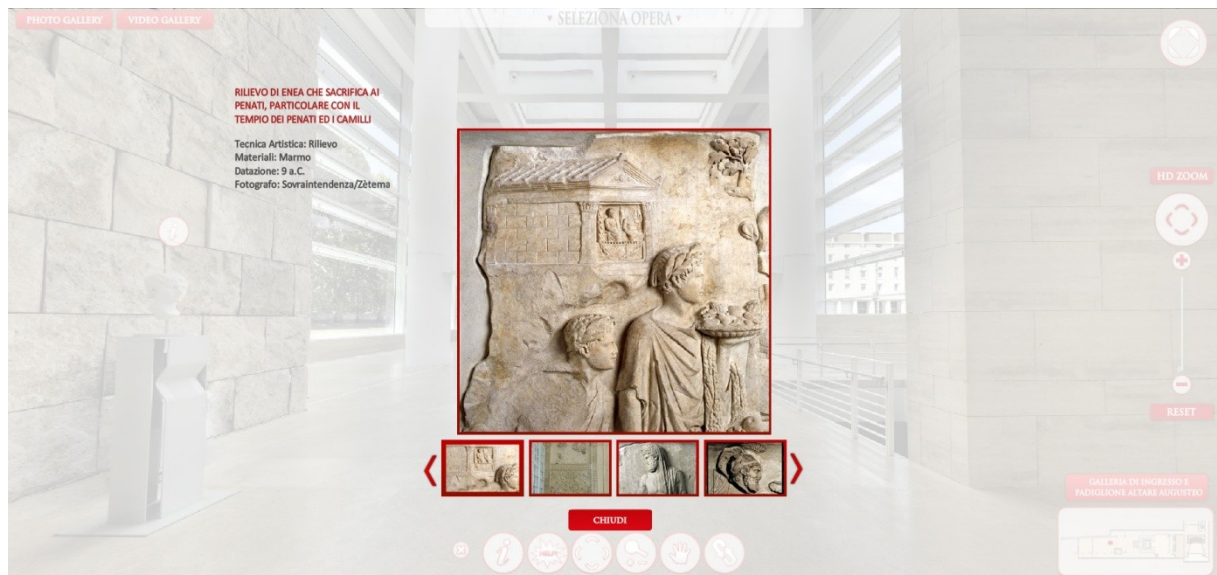 PHOTO GALLERY
VIDEO GALLERY
▾ SELEZIONA OPERA ▾
RILIEVO DI ENEA CHE SACRIFICA AI
PENATI, PARTICOLARE CON IL
TEMPIO DEI PENATI ED I CAMILLI
Tecnica Artistica: Rilievo
Materiali: Marmo
Datazione: 9 a.C.
Fotografo: Sovraintendenza/Zètema
HD ZOOM
RESET
GALLERIA DI INGRESSO E
PADIGLIONE ALTARE AUGUSTEO
CHIUDI